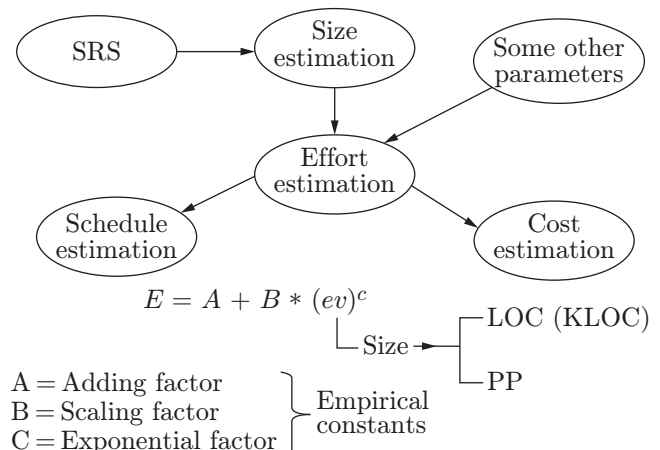 SRS
Size
estimation
Some other
parameters
Effort
estimation
Schedule
estimation
Cost
estimation
E = A + B * (ev)^c
Size
LOC (KLOC)
PP
A = Adding factor
B = Scaling factor
C = Exponential factor
Empirical
constants